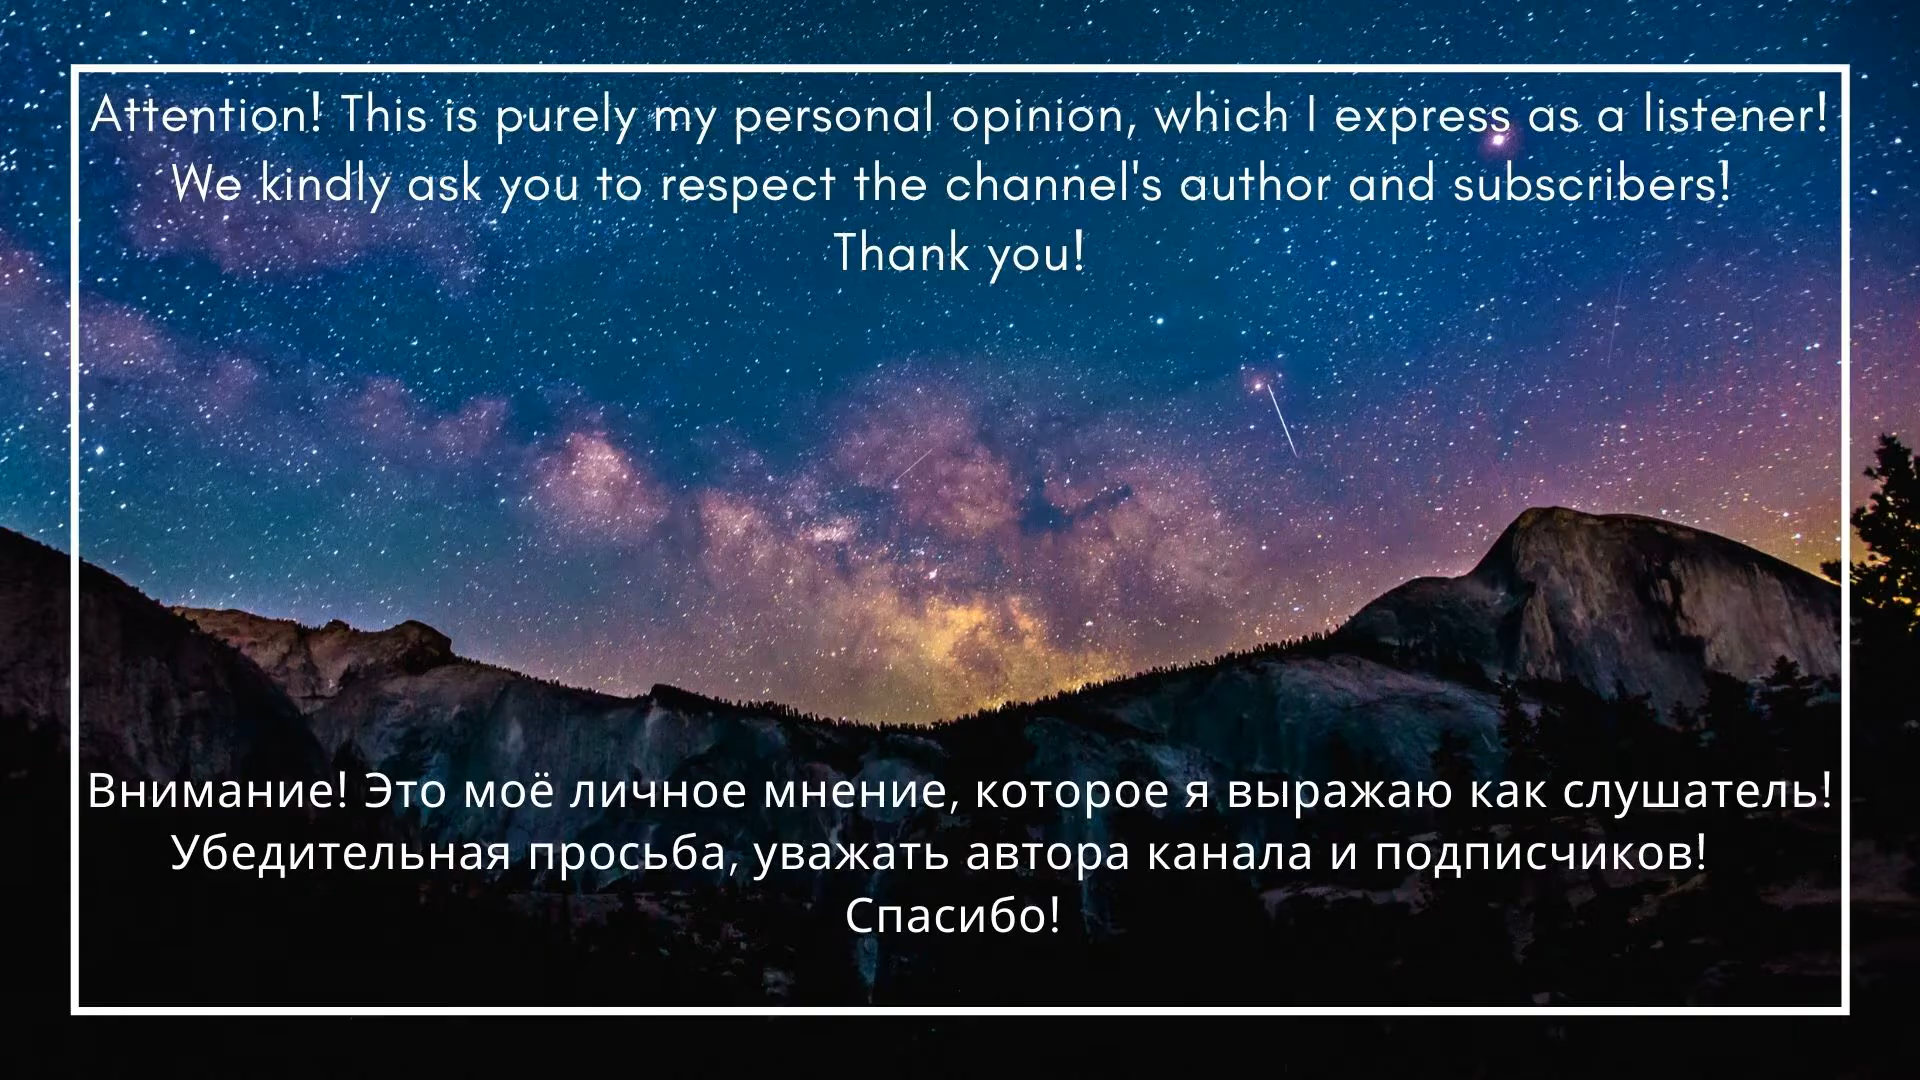 Attention! This is purely my personal opinion, which I express as a listener!
We kindly ask you to respect the channel's author and subscribers!
Thank you!
Внимание! Это моё личное мнение, которое я выражаю как слушатель!
Убедительная просьба, уважать автора канала и подписчиков!
Спасибо!